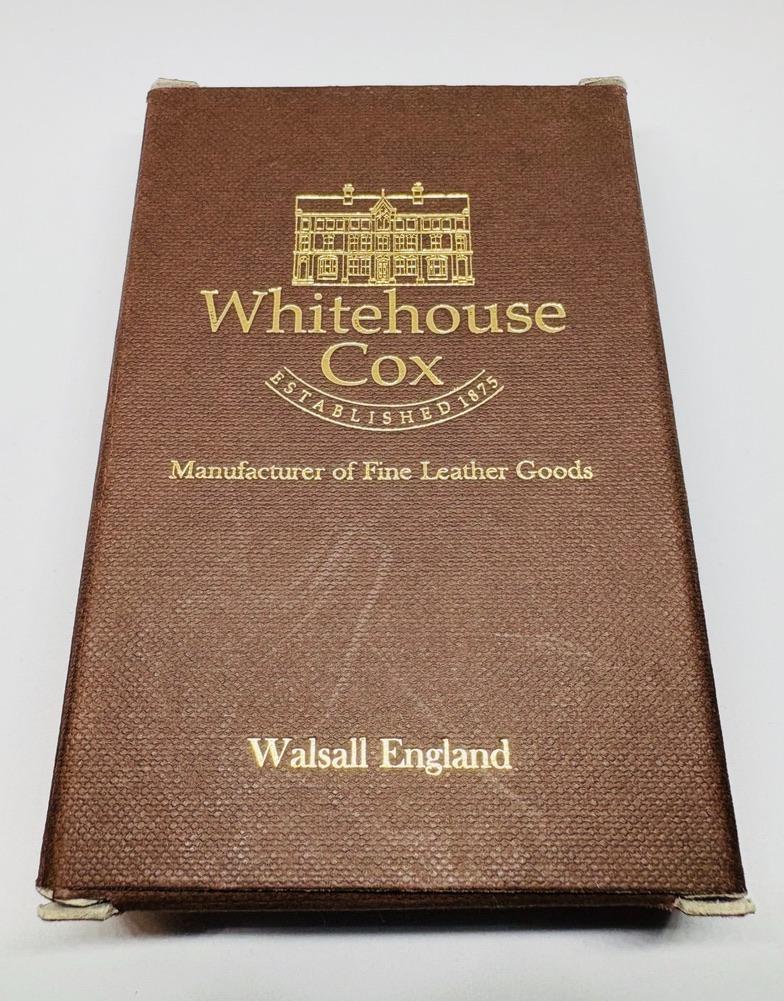 Whitehouse
Cox
ESTABLISHED 1875
Manufacturer of Fine Leather Goods
Walsall England